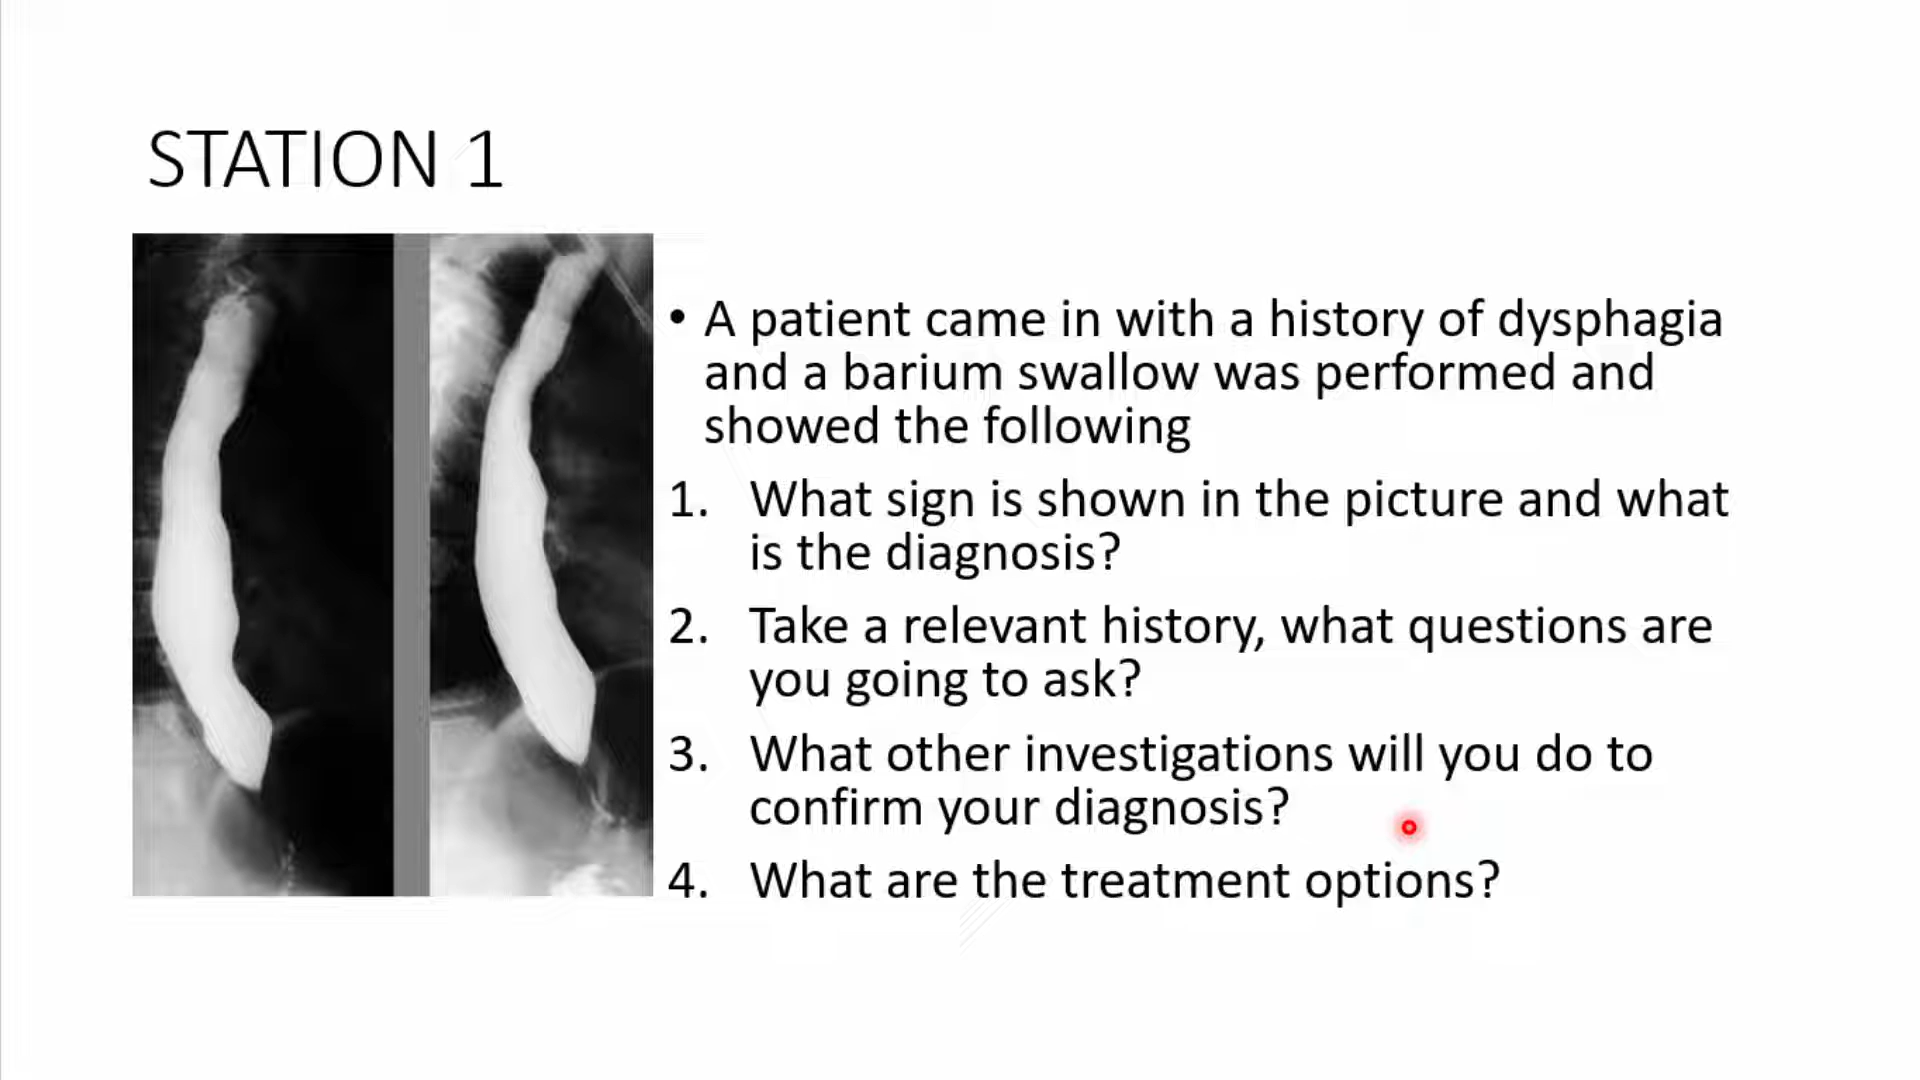 STATION 1
• A patient came in with a history of dysphagia
and a barium swallow was performed and
showed the following
1. What sign is shown in the picture and what
is the diagnosis?
2. Take a relevant history, what questions are
you going to ask?
3. What other investigations will you do to
confirm your diagnosis?
4. What are the treatment options?